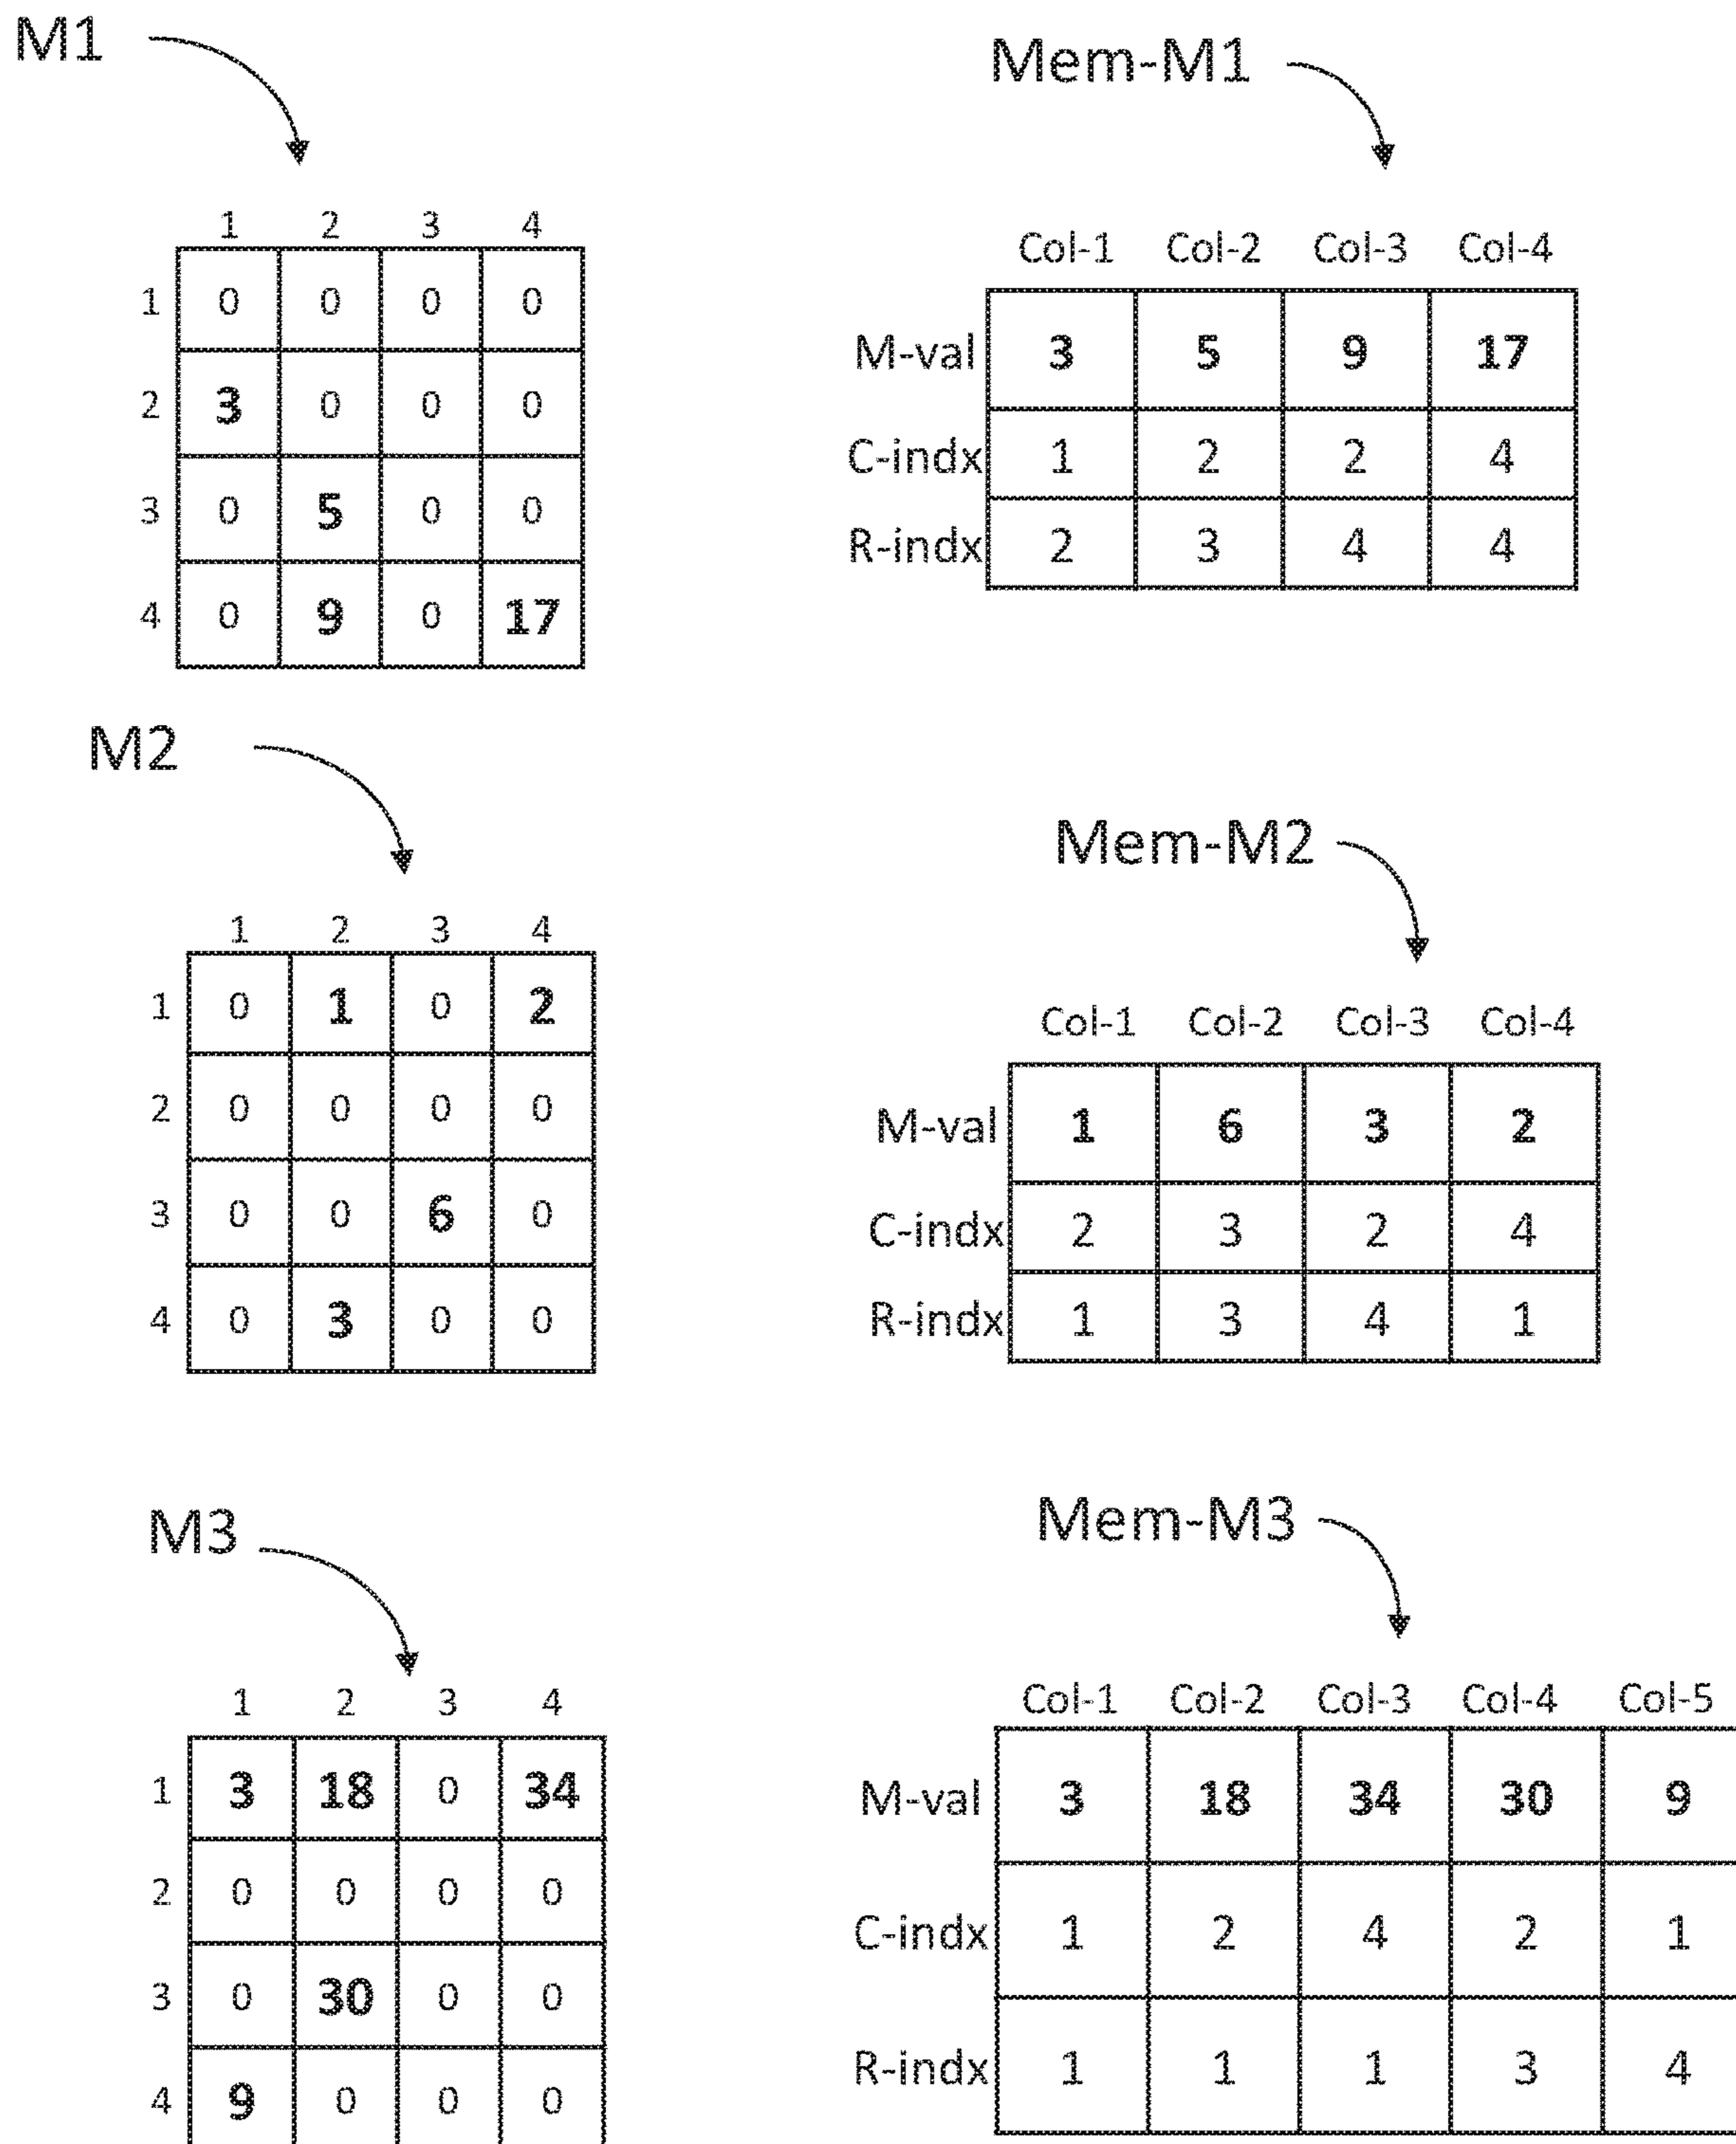 M1
1 2 3 4
1 0 0 0 0
2 3 0 0 0
3 0 5 0 0
4 0 9 0 17
Mem-M1
Col-1 Col-2 Col-3 Col-4
M-val 3 5 9 17
C-indx 1 2 2 4
R-indx 2 3 4 4
M2
1 2 3 4
1 0 1 0 2
2 0 0 0 0
3 0 0 6 0
4 0 3 0 0
Mem-M2
Col-1 Col-2 Col-3 Col-4
M-val 1 6 3 2
C-indx 2 3 2 4
R-indx 1 3 4 1
M3
1 2 3 4
1 3 18 0 34
2 0 0 0 0
3 0 30 0 0
4 9 0 0 0
Mem-M3
Col-1 Col-2 Col-3 Col-4 Col-5
M-val 3 18 34 30 9
C-indx 1 2 4 2 1
R-indx 1 1 1 3 4